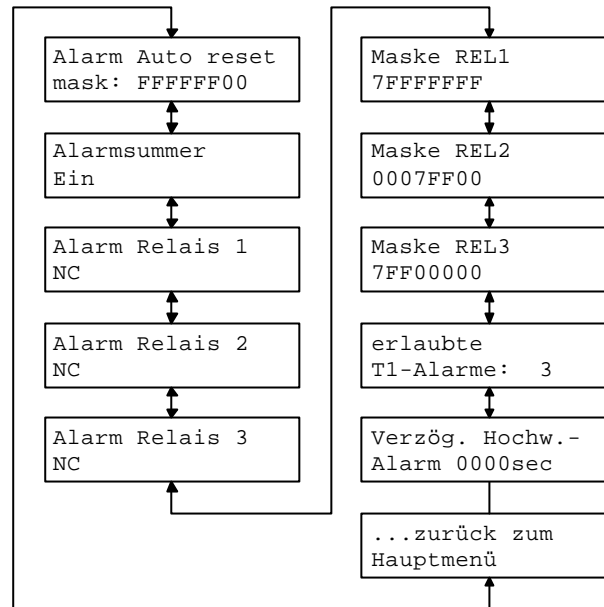 Alarm Auto reset
mask: FFFFFF00
Alarmsummer
Ein
Alarm Relais 1
NC
Alarm Relais 2
NC
Alarm Relais 3
NC
Maske REL1
7FFFFFFF
Maske REL2
0007FF00
Maske REL3
7FF00000
erlaubte
T1-Alarme: 3
Verzög. Hochw.-
Alarm 0000sec
...zurück zum
Hauptmenü